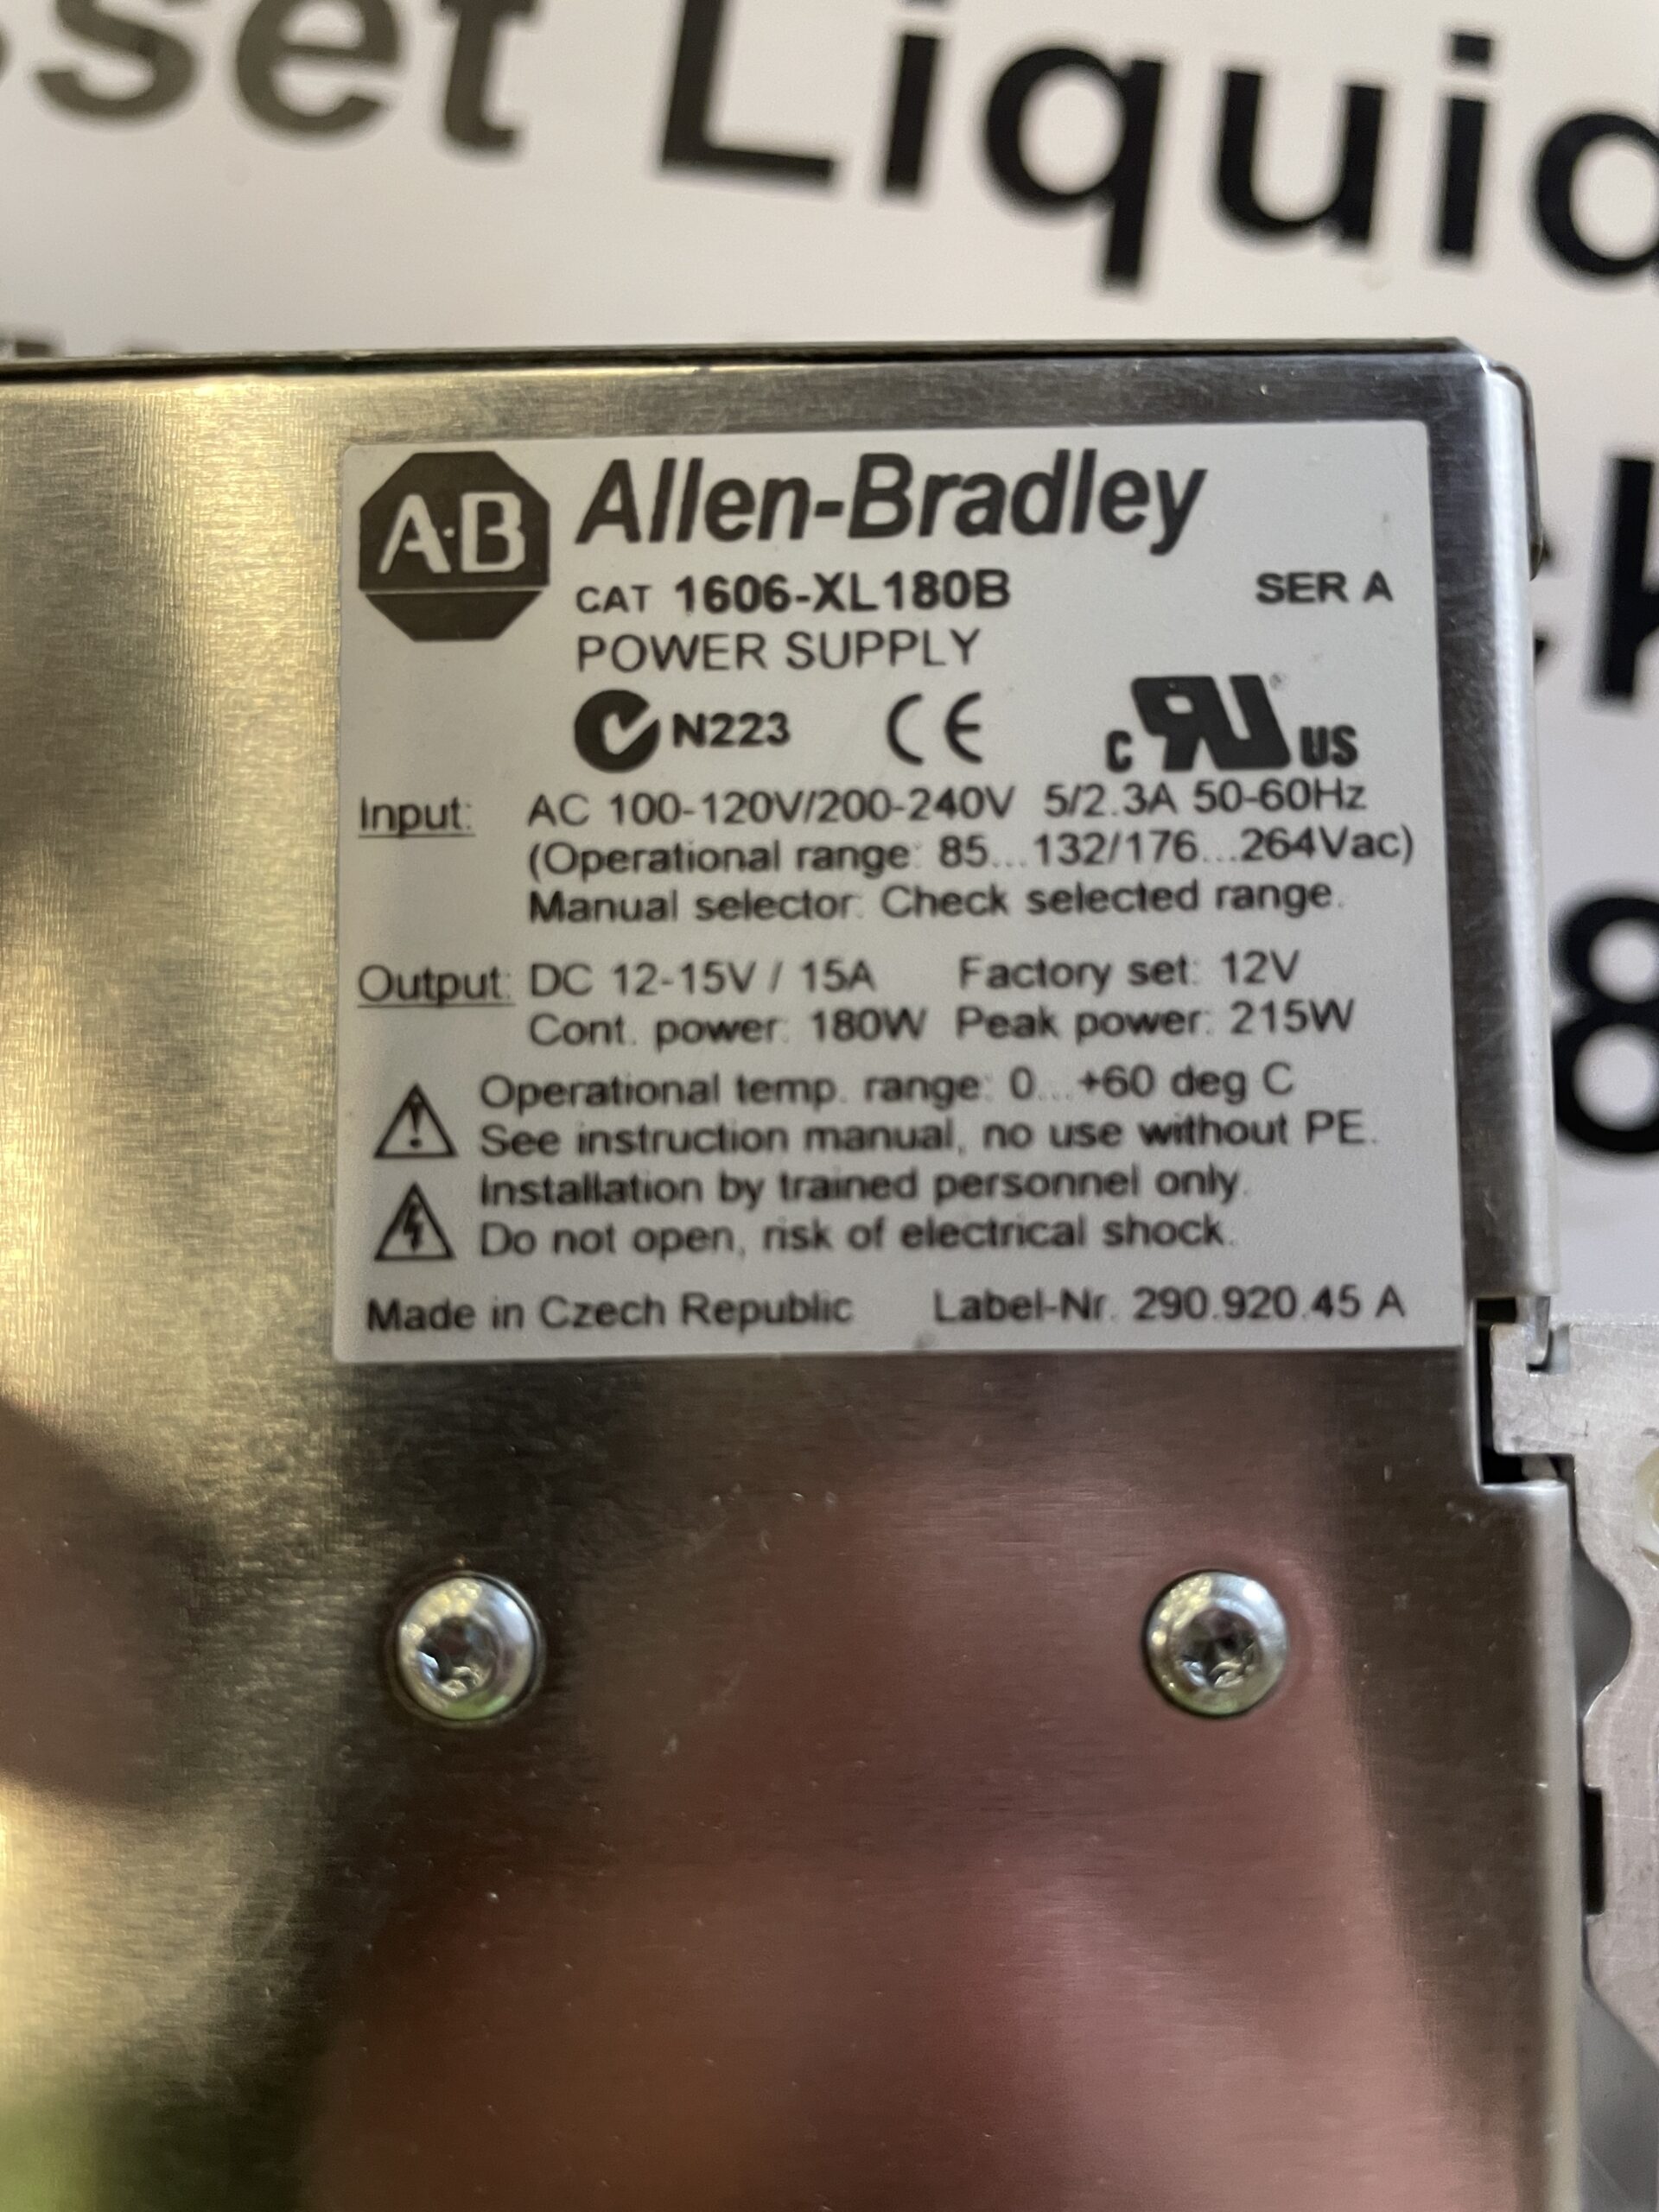 sset Liquid
A·B
Allen-Bradley
CAT 1606-XL180B SER A
POWER SUPPLY
N223 CE c RU ® US
Input: AC 100-120V/200-240V 5/2.3A 50-60Hz
(Operational range: 85...132/176...264Vac)
Manual selector: Check selected range.
Output: DC 12-15V / 15A Factory set: 12V
Cont. power: 180W Peak power: 215W
Operational temp. range: 0...+60 deg C
See instruction manual, no use without PE.
Installation by trained personnel only.
Do not open, risk of electrical shock.
Made in Czech Republic Label-Nr. 290.920.45 A
8